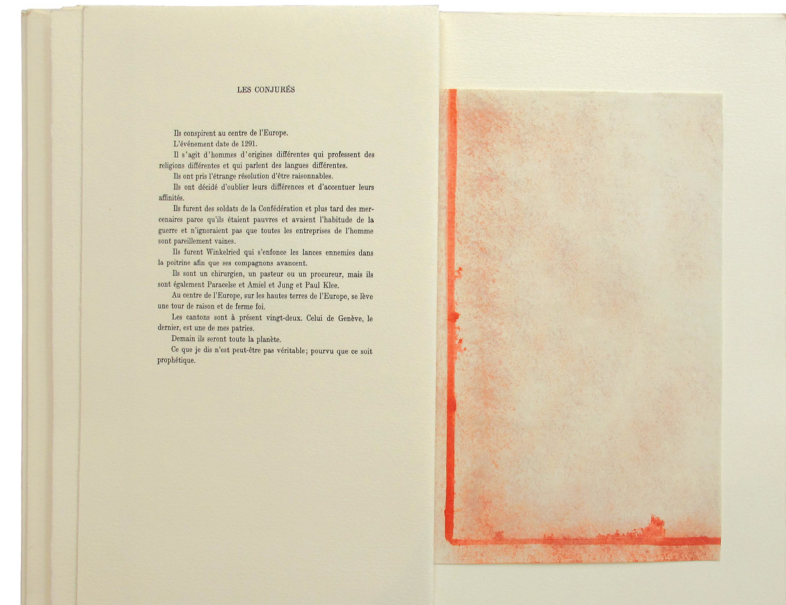 LES CONJURÉS
Ils conspirent au centre de l'Europe.
L'événement date de 1291.
Il s'agit d'hommes d'origines différentes qui professent des
religions différentes et qui parlent des langues différentes.
Ils ont pris l'étrange résolution d'être raisonnables.
Ils ont décidé d'oublier leurs différences et d'accentuer leurs
affinités.
Ils furent des soldats de la Confédération et plus tard des mer-
cenaires parce qu'ils étaient pauvres et avaient l'habitude de la
guerre et n'ignoraient pas que toutes les entreprises de l'homme
sont pareillement vaines.
Ils furent Winkelried qui s'enfonce les lances ennemies dans
la poitrine afin que ses compagnons avancent.
Ils sont un chirurgien, un pasteur ou un procureur, mais ils
sont également Paracelse et Amiel et Jung et Paul Klee.
Au centre de l'Europe, sur les hautes terres de l'Europe, se lève
une tour de raison et de ferme foi.
Les cantons sont à présent vingt-deux. Celui de Genève, le
dernier, est une de mes patries.
Demain ils seront toute la planète.
Ce que je dis n'est peut-être pas véritable; pourvu que ce soit
prophétique.